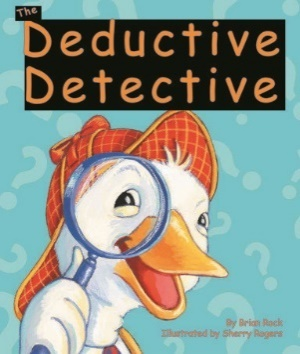 The
Deductive
Detective
By Brian Rock
Illustrated by Sherry Rogers